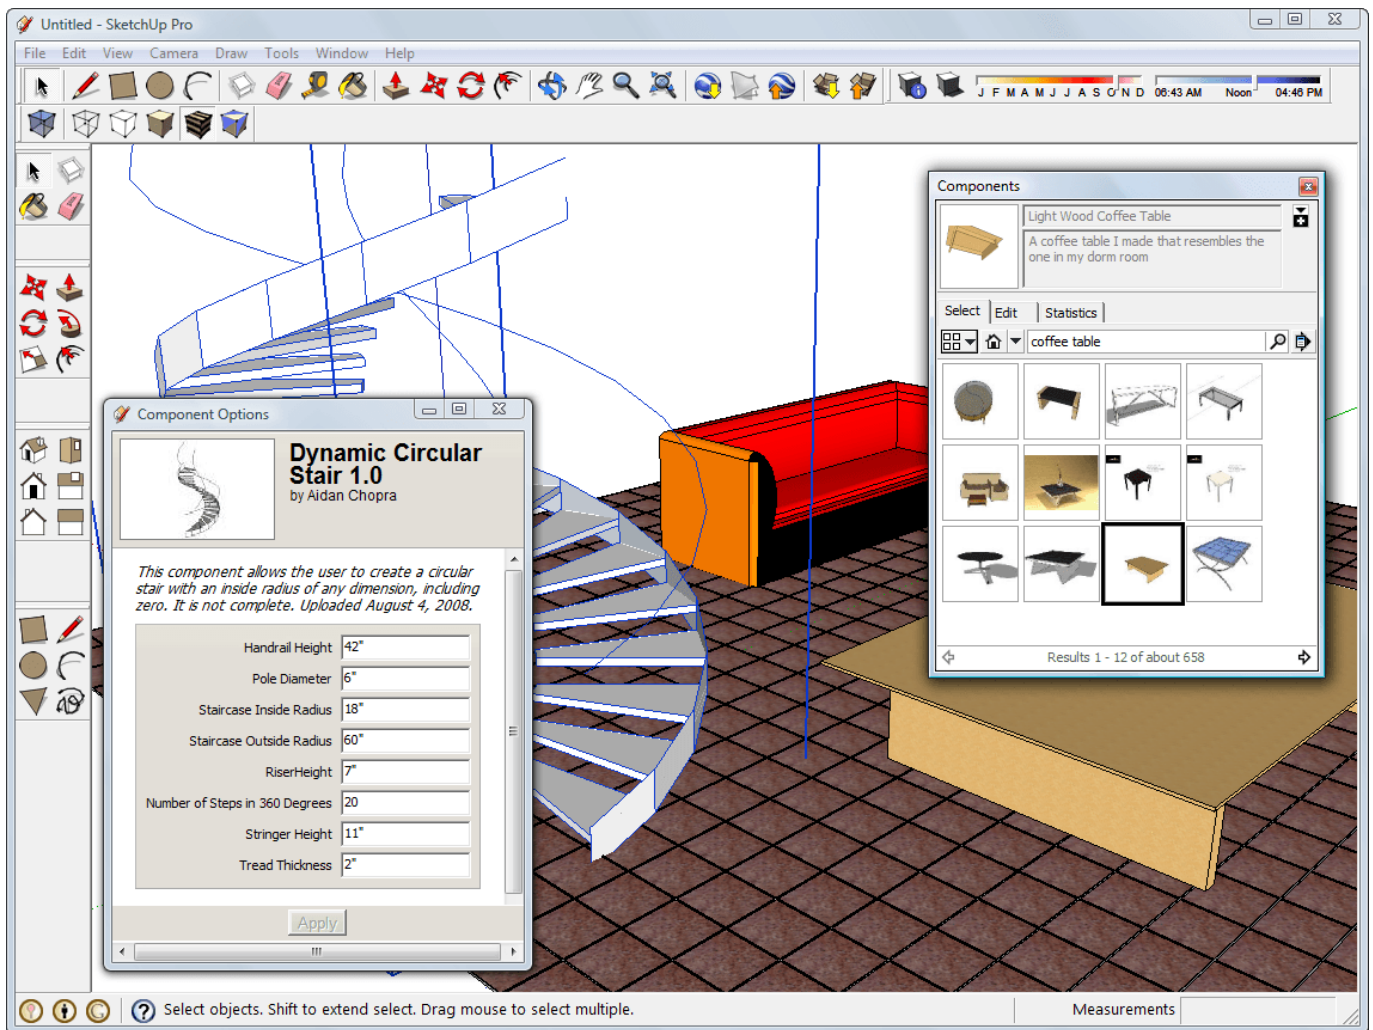 Untitled - SketchUp Pro
File Edit View Camera Draw Tools Window Help
J F M A M J J A S O N D 06:43 AM Noon 04:46 PM
Components
Light Wood Coffee Table
A coffee table I made that resembles the
one in my dorm room
Select Edit Statistics
coffee table
Results 1 - 12 of about 658
Component Options
Dynamic Circular
Stair 1.0
by Aidan Chopra
This component allows the user to create a circular
stair with an inside radius of any dimension, including
zero. It is not complete. Uploaded August 4, 2008.
Handrail Height 42"
Pole Diameter 6"
Staircase Inside Radius 18"
Staircase Outside Radius 60"
RiserHeight 7"
Number of Steps in 360 Degrees 20
Stringer Height 11"
Tread Thickness 2"
Apply
Select objects. Shift to extend select. Drag mouse to select multiple.
Measurements